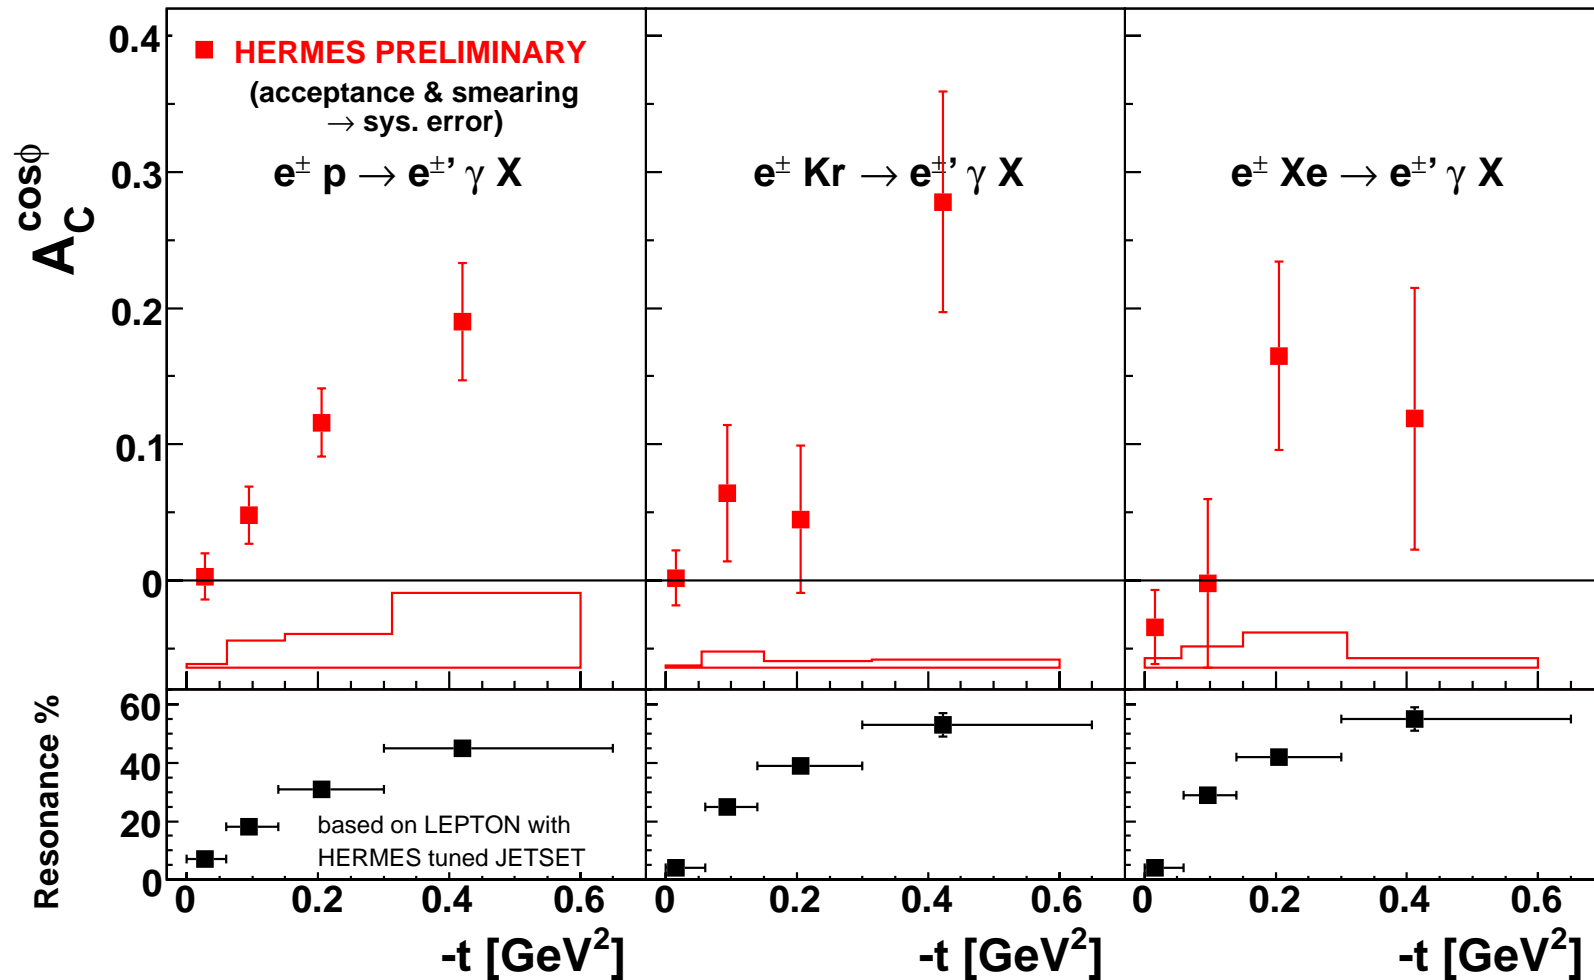 HERMES PRELIMINARY
(acceptance & smearing
→ sys. error)
e± p → e±’ γ X
e± Kr → e±’ γ X
e± Xe → e±’ γ X
A_C^cosϕ
0.4
0.3
0.2
0.1
0
Resonance %
60
40
20
0
based on LEPTON with
HERMES tuned JETSET
0 0.2 0.4 0.6
0 0.2 0.4 0.6
0 0.2 0.4 0.6
-t [GeV²]
-t [GeV²]
-t [GeV²]